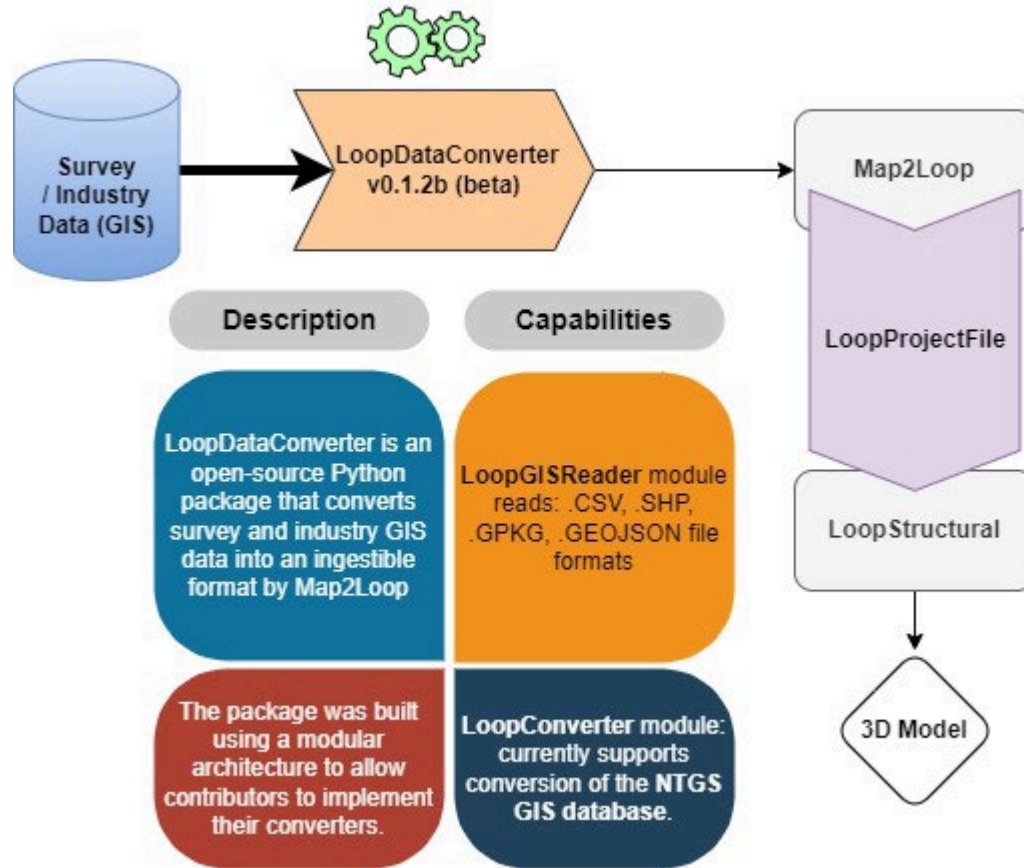 Survey
/ Industry
Data (GIS)
LoopDataConverter
v0.1.2b (beta)
Map2Loop
LoopProjectFile
LoopStructural
3D Model
Description
Capabilities
LoopDataConverter is an
open-source Python
package that converts
survey and industry GIS
data into an ingestible
format by Map2Loop
LoopGISReader module
reads: .CSV, .SHP,
.GPKG, .GEOJSON file
formats
The package was built
using a modular
architecture to allow
contributors to implement
their converters.
LoopConverter module:
currently supports
conversion of the NTGS
GIS database.